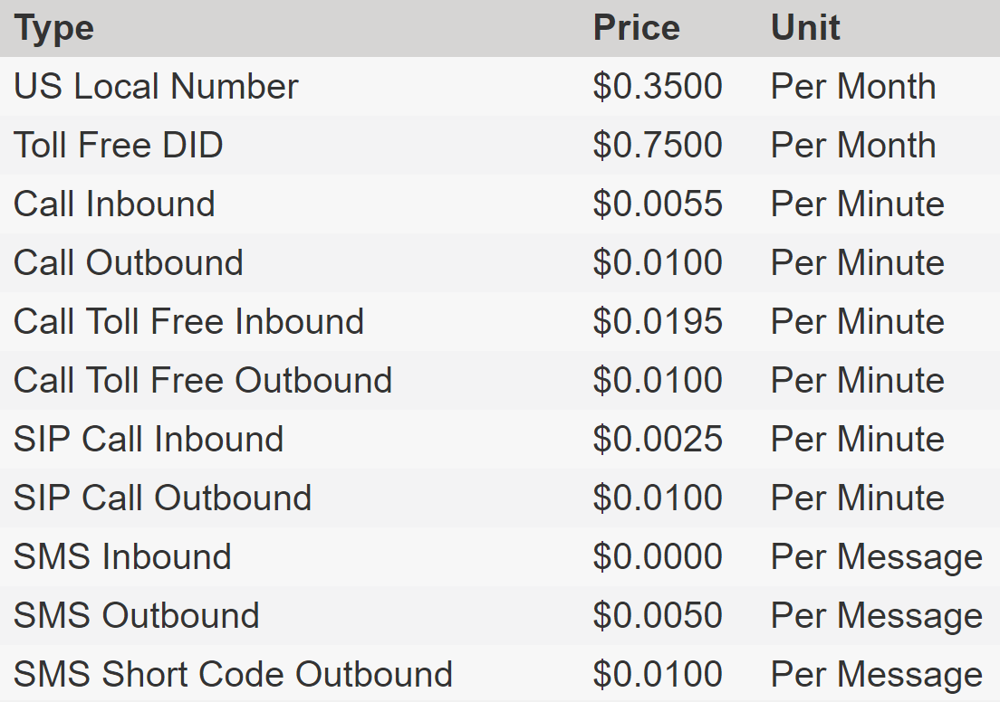 Type Price Unit
US Local Number $0.3500 Per Month
Toll Free DID $0.7500 Per Month
Call Inbound $0.0055 Per Minute
Call Outbound $0.0100 Per Minute
Call Toll Free Inbound $0.0195 Per Minute
Call Toll Free Outbound $0.0100 Per Minute
SIP Call Inbound $0.0025 Per Minute
SIP Call Outbound $0.0100 Per Minute
SMS Inbound $0.0000 Per Message
SMS Outbound $0.0050 Per Message
SMS Short Code Outbound $0.0100 Per Message